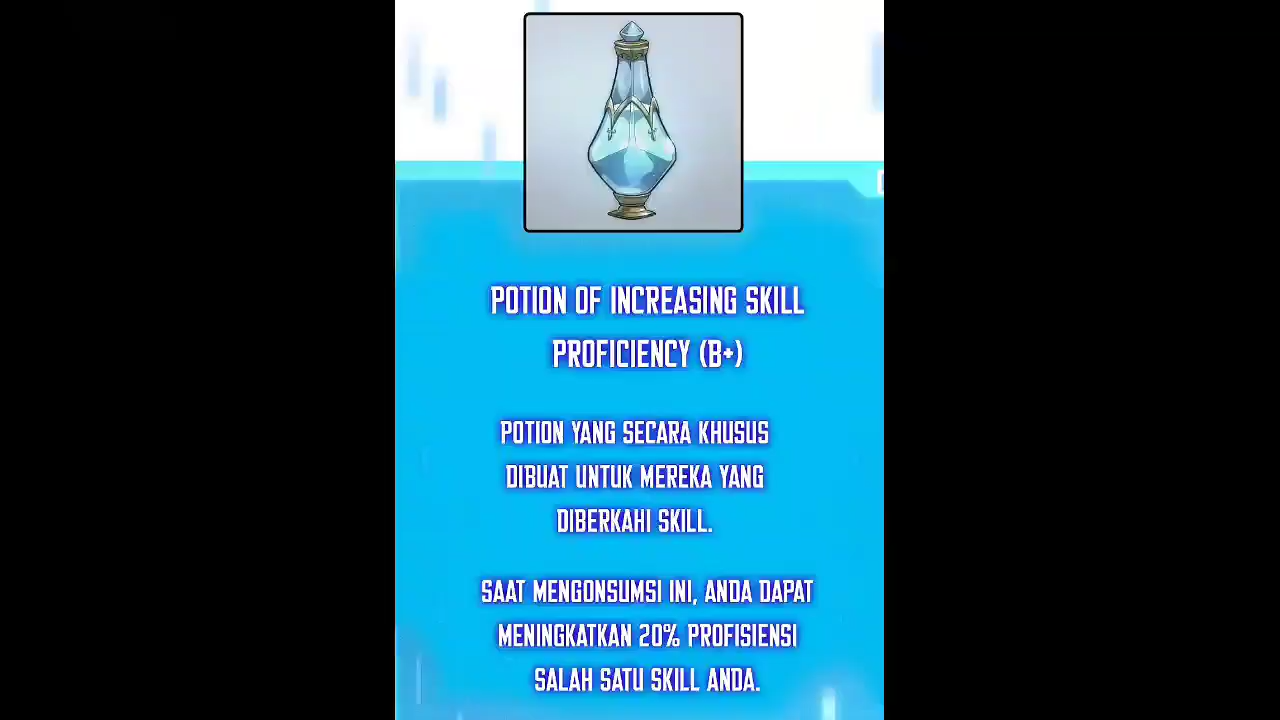 POTION OF INCREASING SKILL
PROFICIENCY (B+)
POTION YANG SECARA KHUSUS
DIBUAT UNTUK MEREKA YANG
DIBERKAHI SKILL.
SAAT MENGONSUMSI INI, ANDA DAPAT
MENINGKATKAN 20% PROFISIENSI
SALAH SATU SKILL ANDA.